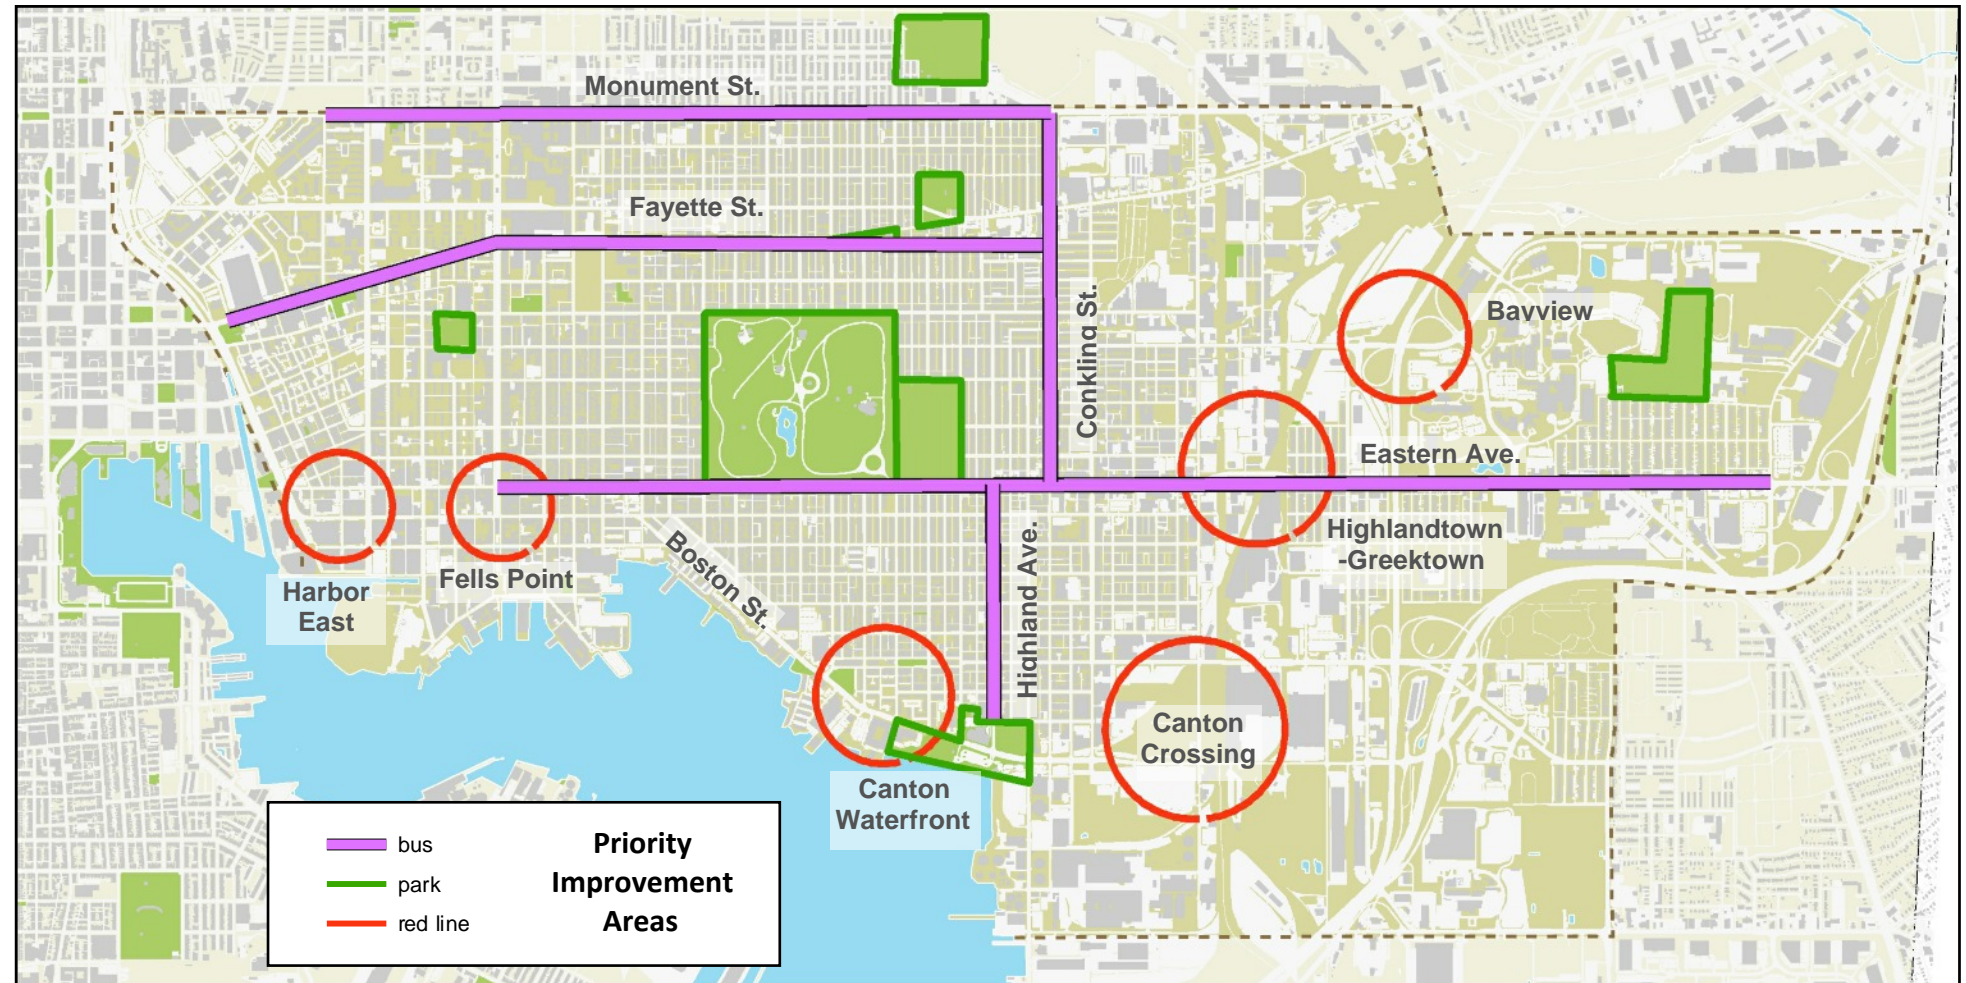 Monument St.
Fayette St.
Conkling St.
Bayview
Eastern Ave.
Highlandtown
-Greektown
Boston St.
Highland Ave.
Harbor
East
Fells Point
Canton
Crossing
Canton
Waterfront
bus
park
red line
Priority
Improvement
Areas